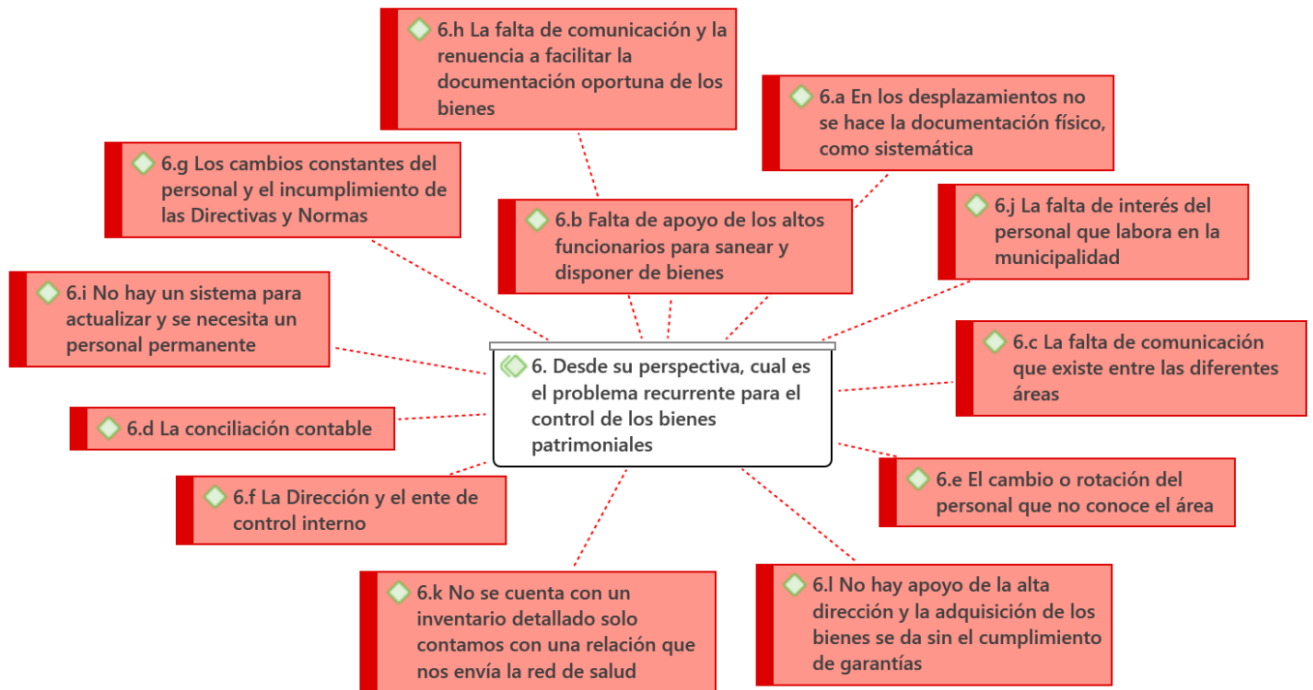 6.h La falta de comunicación y la
renuencia a facilitar la
documentación oportuna de los
bienes
6.a En los desplazamientos no
se hace la documentación físico,
como sistemática
6.g Los cambios constantes del
personal y el incumplimiento de
las Directivas y Normas
6.b Falta de apoyo de los altos
funcionarios para sanear y
disponer de bienes
6.j La falta de interés del
personal que labora en la
municipalidad
6.i No hay un sistema para
actualizar y se necesita un
personal permanente
6. Desde su perspectiva, cual es
el problema recurrente para el
control de los bienes
patrimoniales
6.c La falta de comunicación
que existe entre las diferentes
áreas
6.d La conciliación contable
6.f La Dirección y el ente de
control interno
6.e El cambio o rotación del
personal que no conoce el área
6.k No se cuenta con un
inventario detallado solo
contamos con una relación que
nos envía la red de salud
6.l No hay apoyo de la alta
dirección y la adquisición de los
bienes se da sin el cumplimiento
de garantías